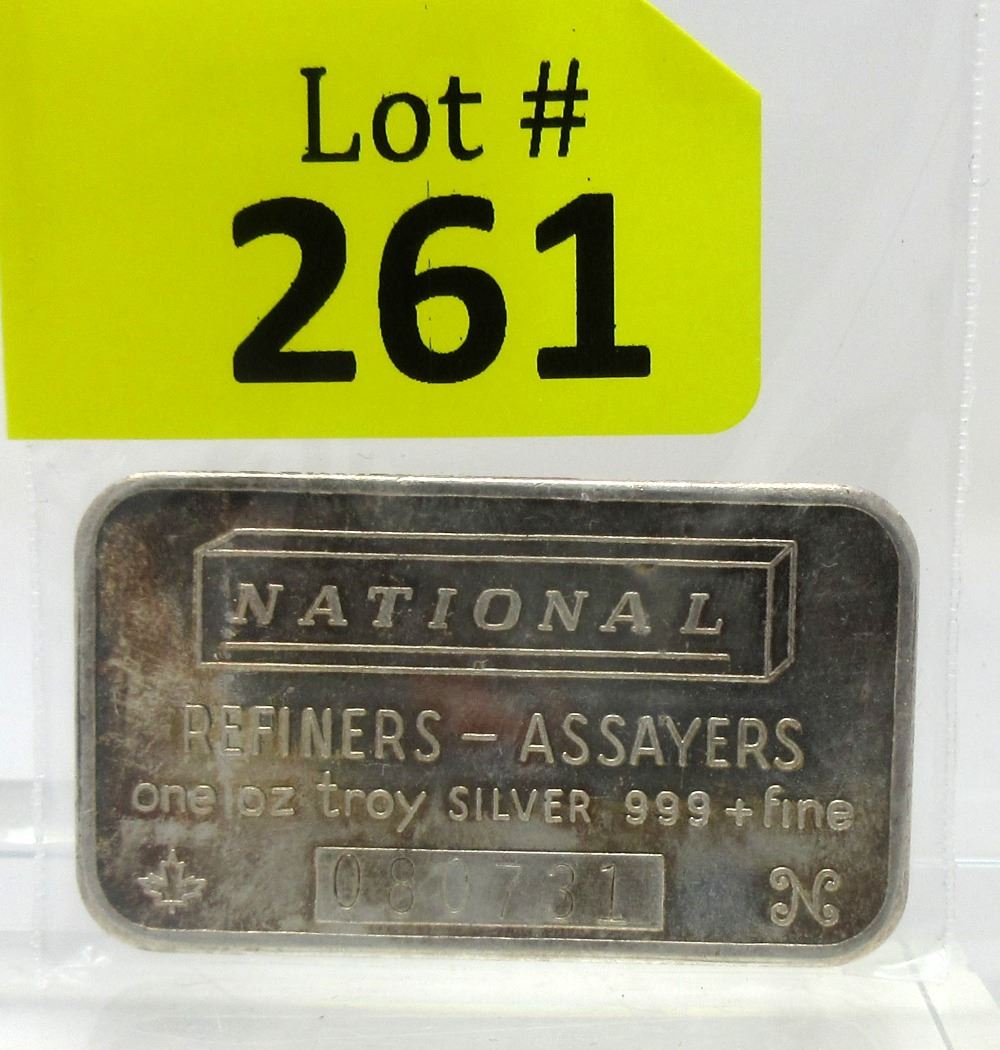 Lot #
261
NATIONAL
REFINERS - ASSAYERS
one oz troy SILVER 999 + fine
080731
N